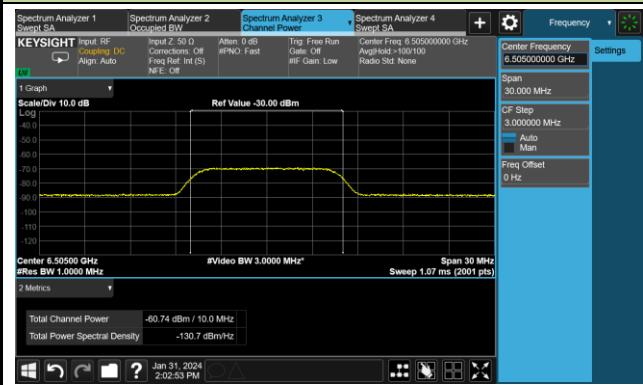 Spectrum Analyzer 1 Spectrum Analyzer 2 Spectrum Analyzer 3 Spectrum Analyzer 4 Frequency
Swept SA Occupied BW Channel Power Swept SA
KEYSIGHT Input: RF Input Z: 50 Ω Atten: 0 dB Trig: Free Run Center Freq: 6.505000000 GHz
Coupling: DC Corrections: Off #PNO: Fast Gate: Off Avg|Hold:>100/100
Align: Auto Freq Ref: Int (S) #IF Gain: Low Radio Std: None
NFE: Off
Center Frequency
6.505000000 GHz
Settings
Span
30.000 MHz
CF Step
3.000000 MHz
Auto
Man
Freq Offset
0 Hz
1 Graph
Scale/Div 10.0 dB Ref Value -30.00 dBm
Log
-40.0
-50.0
-60.0
-70.0
-80.0
-90.0
-100
-110
-120
Center 6.50500 GHz #Video BW 3.0000 MHz* Span 30 MHz
#Res BW 1.0000 MHz Sweep 1.07 ms (2001 pts)
2 Metrics
Total Channel Power -60.74 dBm / 10.0 MHz
Total Power Spectral Density -130.7 dBm/Hz
Jan 31, 2024
2:02:53 PM